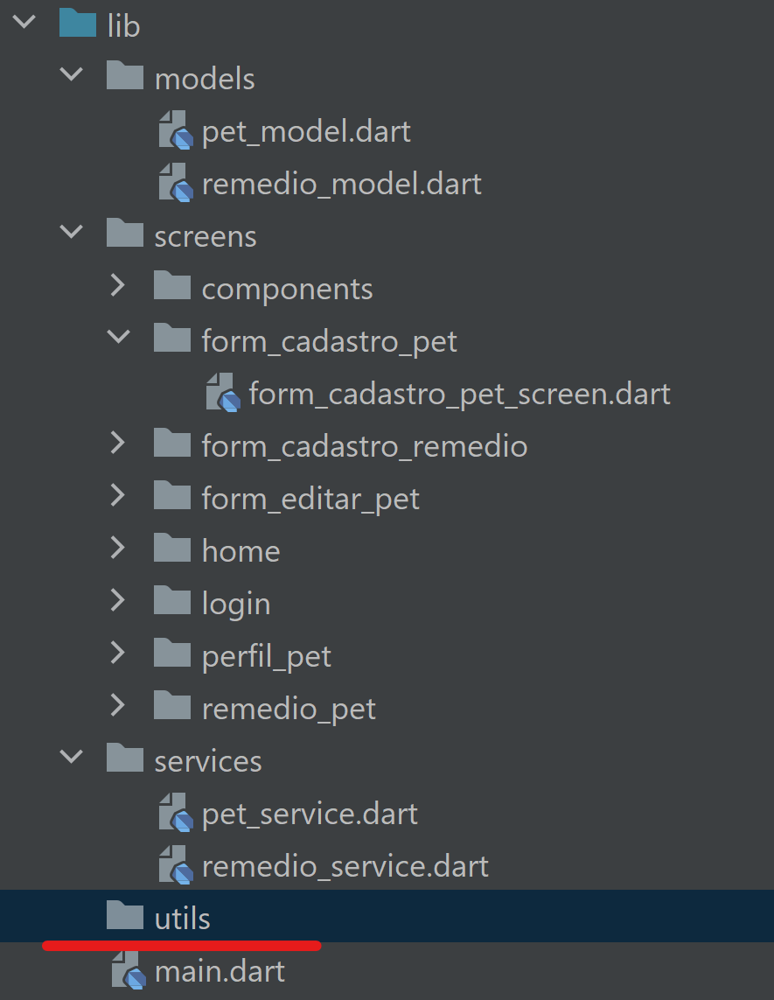 lib
models
pet_model.dart
remedio_model.dart
screens
components
form_cadastro_pet
form_cadastro_pet_screen.dart
form_cadastro_remedio
form_editar_pet
home
login
perfil_pet
remedio_pet
services
pet_service.dart
remedio_service.dart
utils
main.dart